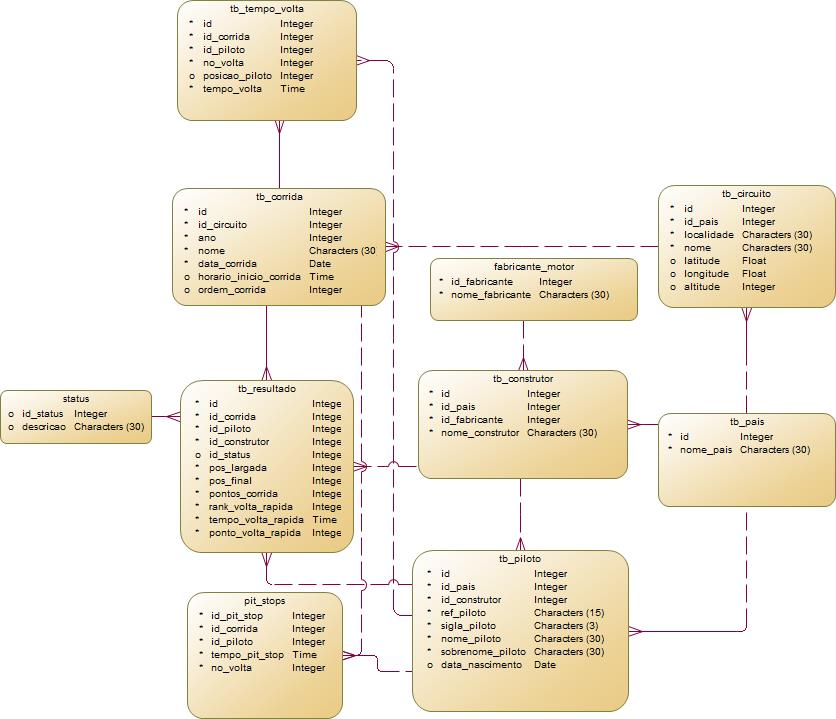 tb_tempo_volta
* id Integer
* id_corrida Integer
* id_piloto Integer
* no_volta Integer
o posicao_piloto Integer
* tempo_volta Time
tb_corrida
* id Integer
* id_circuito Integer
* ano Integer
* nome Characters (30
* data_corrida Date
o horario_inicio_corrida Time
o ordem_corrida Integer
tb_circuito
* id Integer
* id_pais Integer
* localidade Characters (30)
* nome Characters (30)
o latitude Float
o longitude Float
o altitude Integer
fabricante_motor
* id_fabricante Integer
* nome_fabricante Characters (30)
status
o id_status Integer
o descricao Characters (30)
tb_resultado
* id Intege
* id_corrida Intege
* id_piloto Intege
* id_construtor Intege
o id_status Intege
* pos_largada Intege
* pos_final Intege
* pontos_corrida Intege
* rank_volta_rapida Intege
* tempo_volta_rapida Time
* ponto_volta_rapida Intege
tb_construtor
* id Integer
* id_pais Integer
* id_fabricante Integer
* nome_construtor Characters (30)
tb_pais
* id Integer
* nome_pais Characters (30)
tb_piloto
* id Integer
* id_pais Integer
* id_construtor Integer
* ref_piloto Characters (15)
* sigla_piloto Characters (3)
* nome_piloto Characters (30)
* sobrenome_piloto Characters (30)
o data_nascimento Date
pit_stops
* id_pit_stop Integer
* id_corrida Integer
* id_piloto Integer
* tempo_pit_stop Time
* no_volta Integer